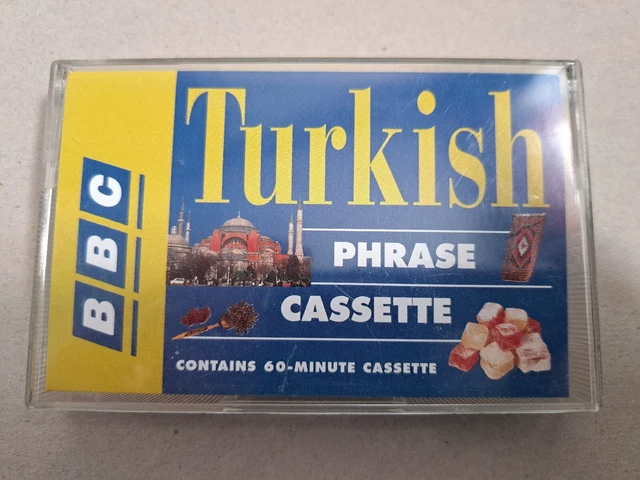 BBC
Turkish
PHRASE
CASSETTE
CONTAINS 60-MINUTE CASSETTE